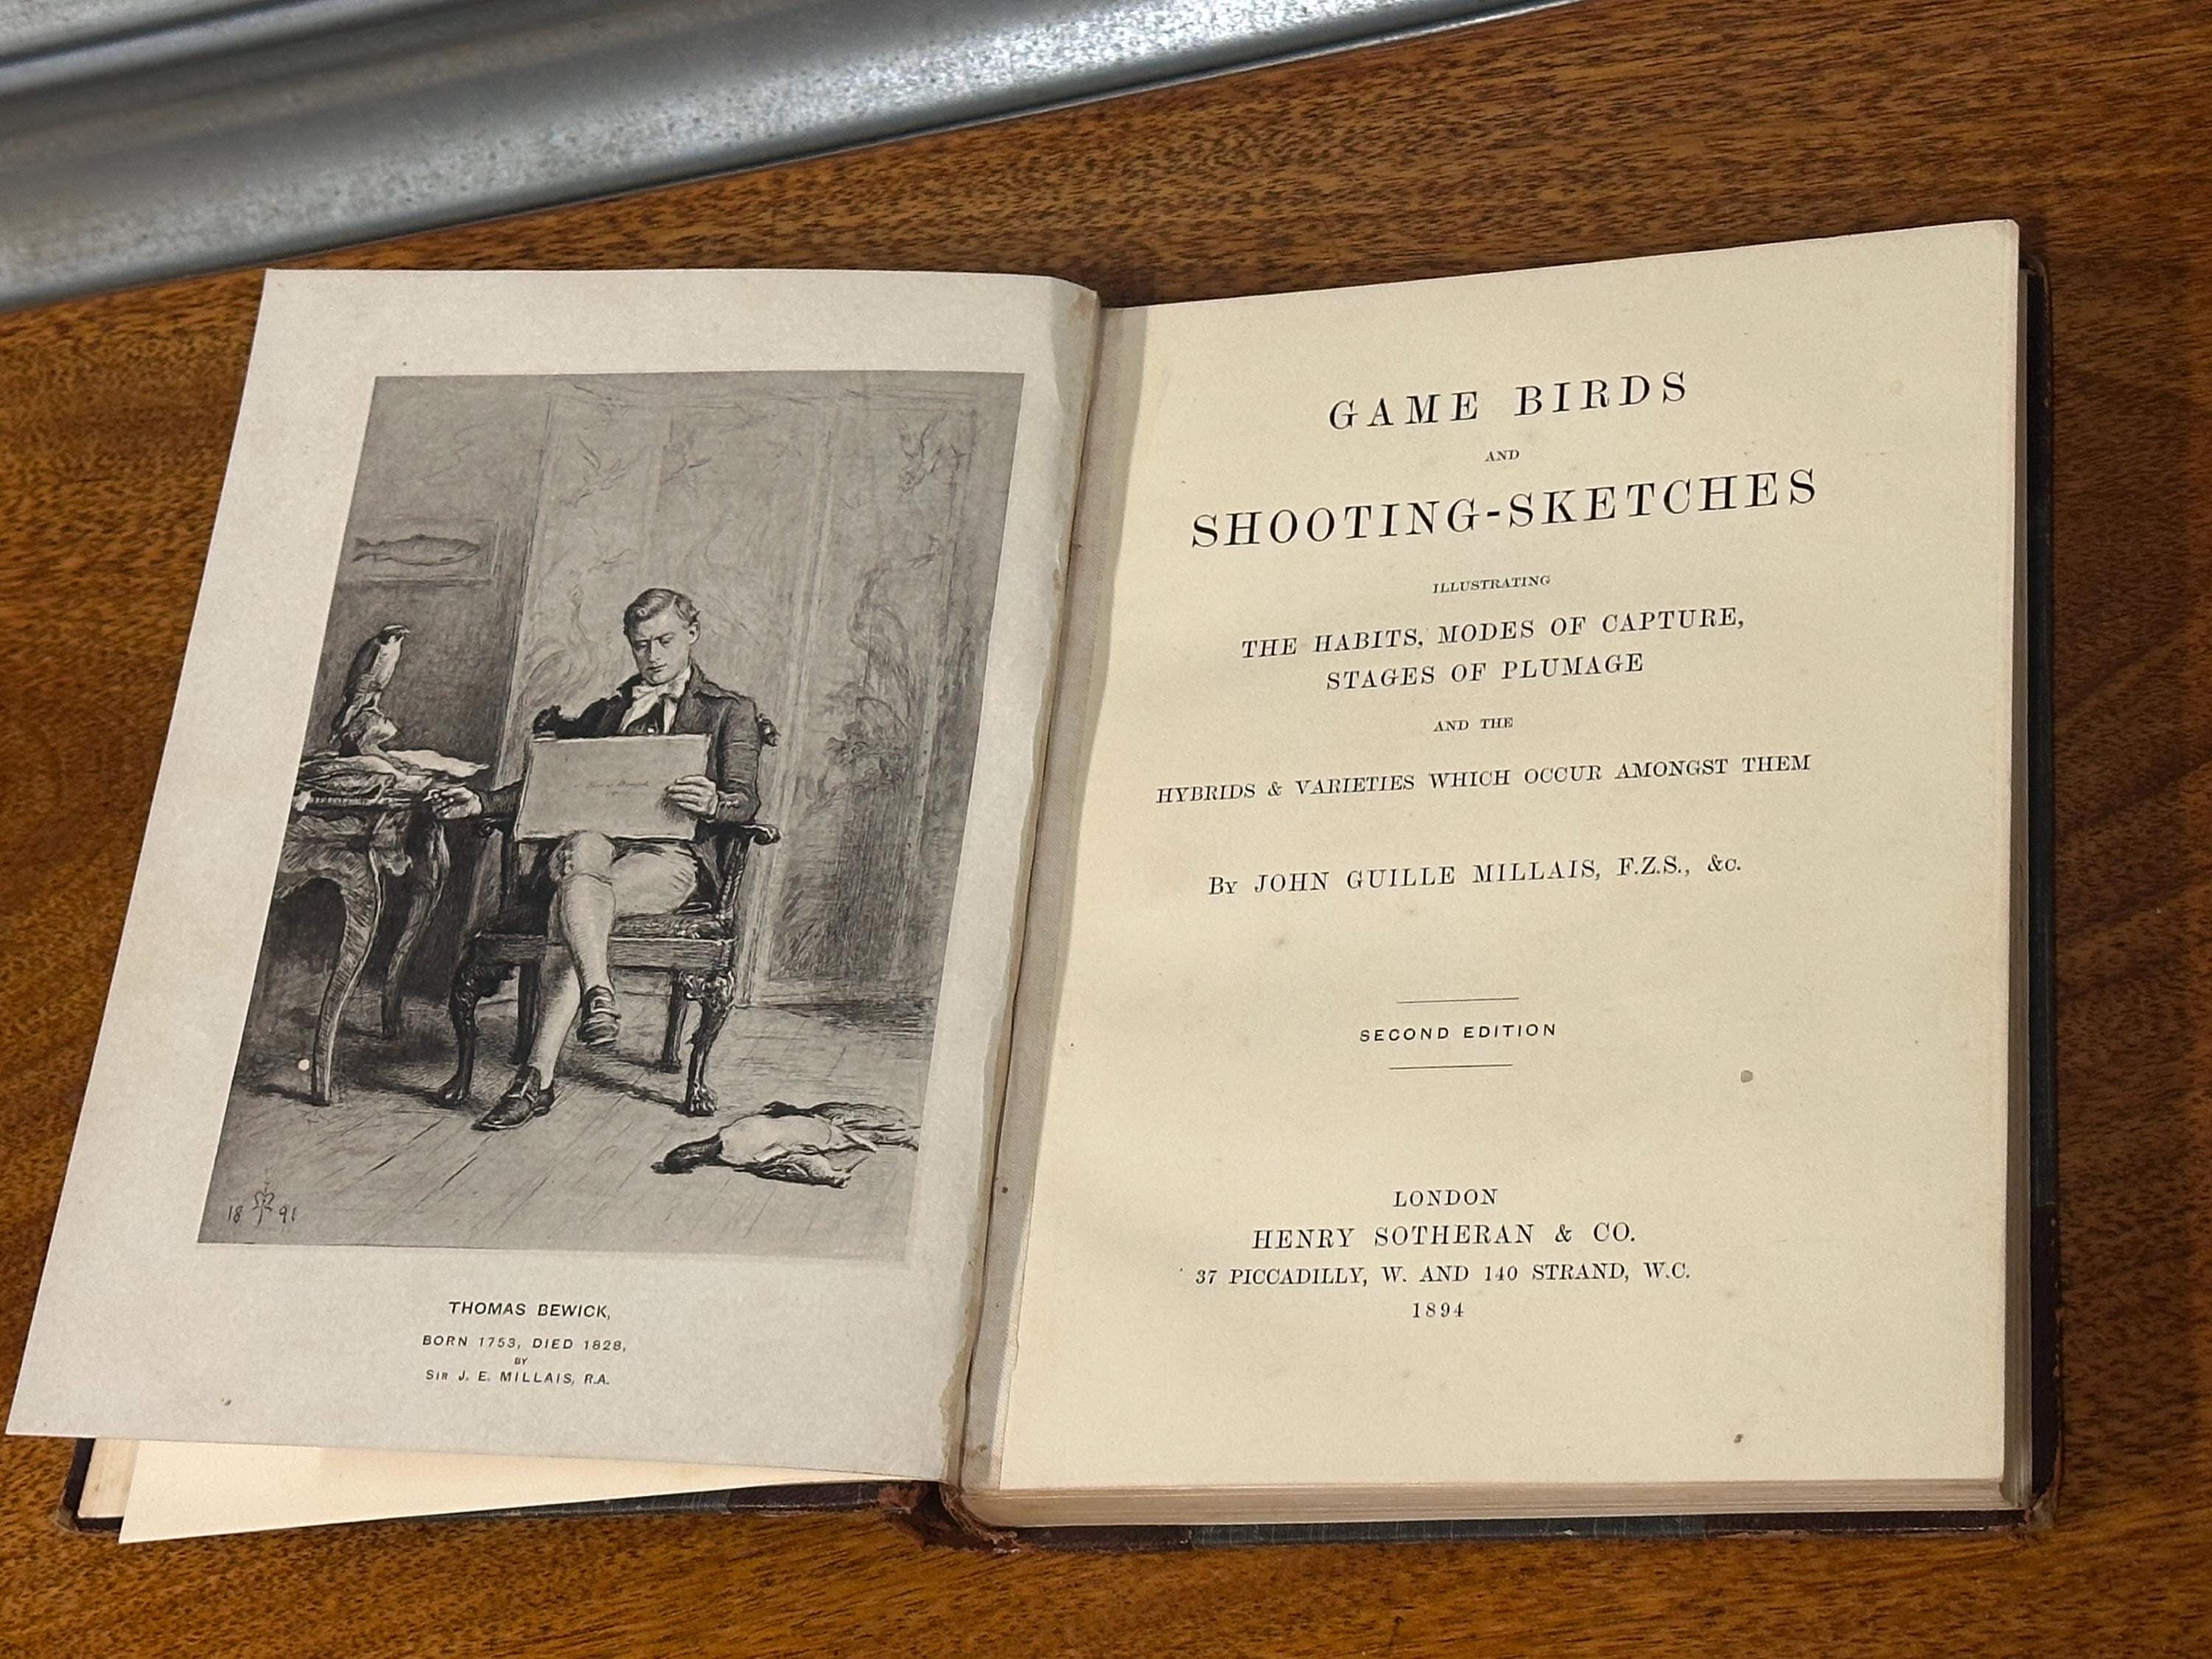 18 91
THOMAS BEWICK,
BORN 1753, DIED 1828,
BY
SIR J. E. MILLAIS, R.A.
GAME BIRDS
AND
SHOOTING-SKETCHES
ILLUSTRATING
THE HABITS, MODES OF CAPTURE,
STAGES OF PLUMAGE
AND THE
HYBRIDS & VARIETIES WHICH OCCUR AMONGST THEM
By JOHN GUILLE MILLAIS, F.Z.S., &c.
SECOND EDITION
LONDON
HENRY SOTHERAN & CO.
37 PICCADILLY, W. AND 140 STRAND, W.C.
1894